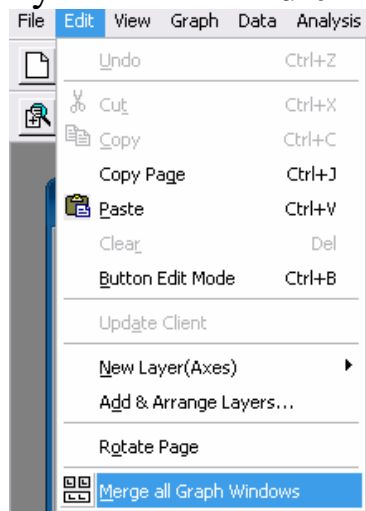 File Edit View Graph Data Analysis
Undo Ctrl+Z
Cut Ctrl+X
Copy Ctrl+C
Copy Page Ctrl+J
Paste Ctrl+V
Clear Del
Button Edit Mode Ctrl+B
Update Client
New Layer(Axes)
Add & Arrange Layers...
Rotate Page
Merge all Graph Windows